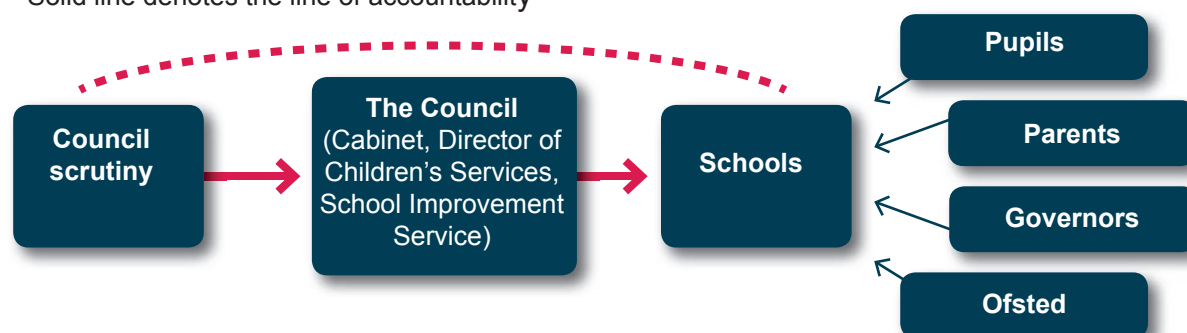 Solid line denotes the line of accountability
Council
scrutiny
The Council
(Cabinet, Director of
Children's Services,
School Improvement
Service)
Schools
Pupils
Parents
Governors
Ofsted